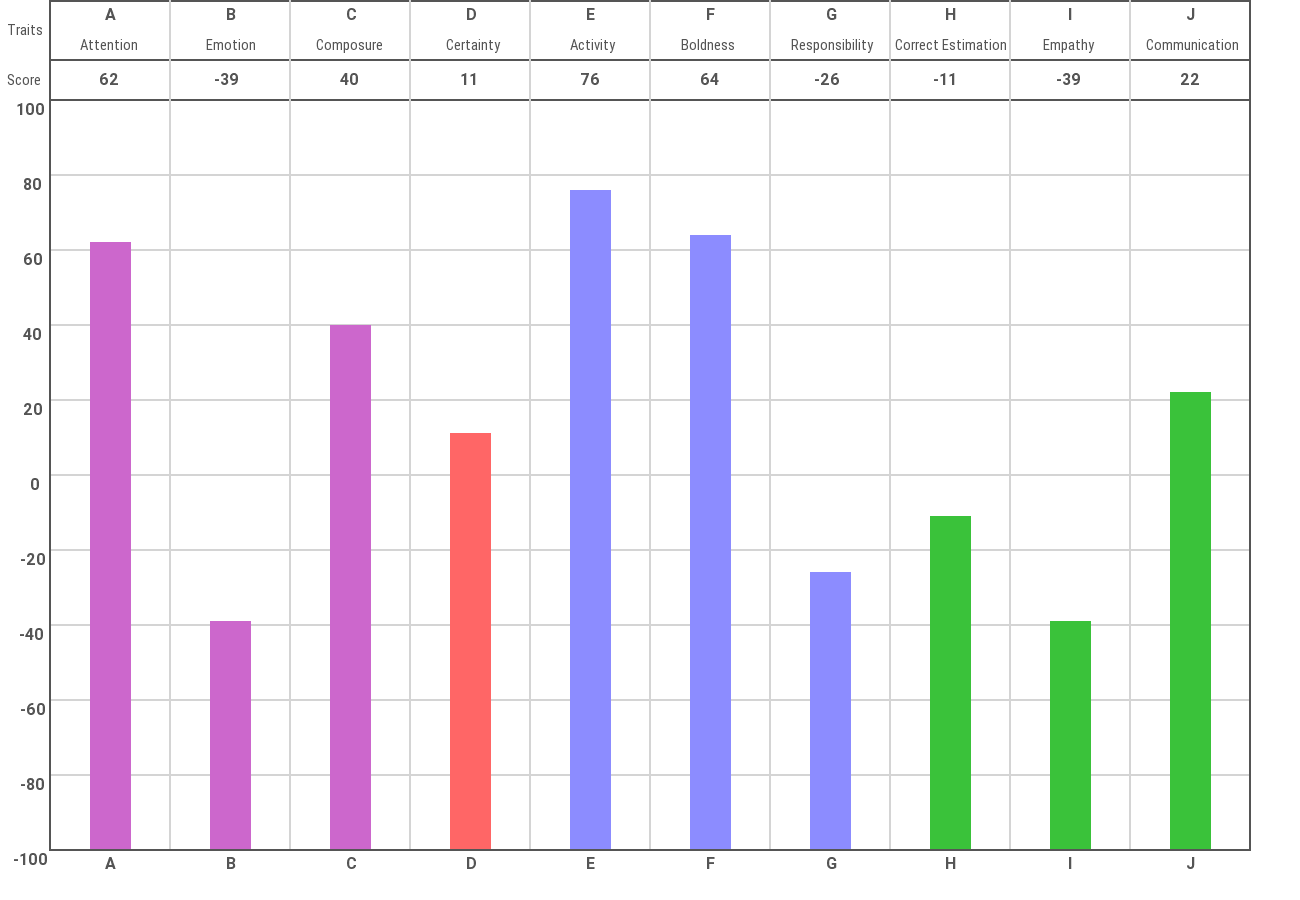 A B C D E F G H I J
Traits
Attention Emotion Composure Certainty Activity Boldness Responsibility Correct Estimation Empathy Communication
Score 62 -39 40 11 76 64 -26 -11 -39 22
100
80
60
40
20
0
-20
-40
-60
-80
-100
A B C D E F G H I J